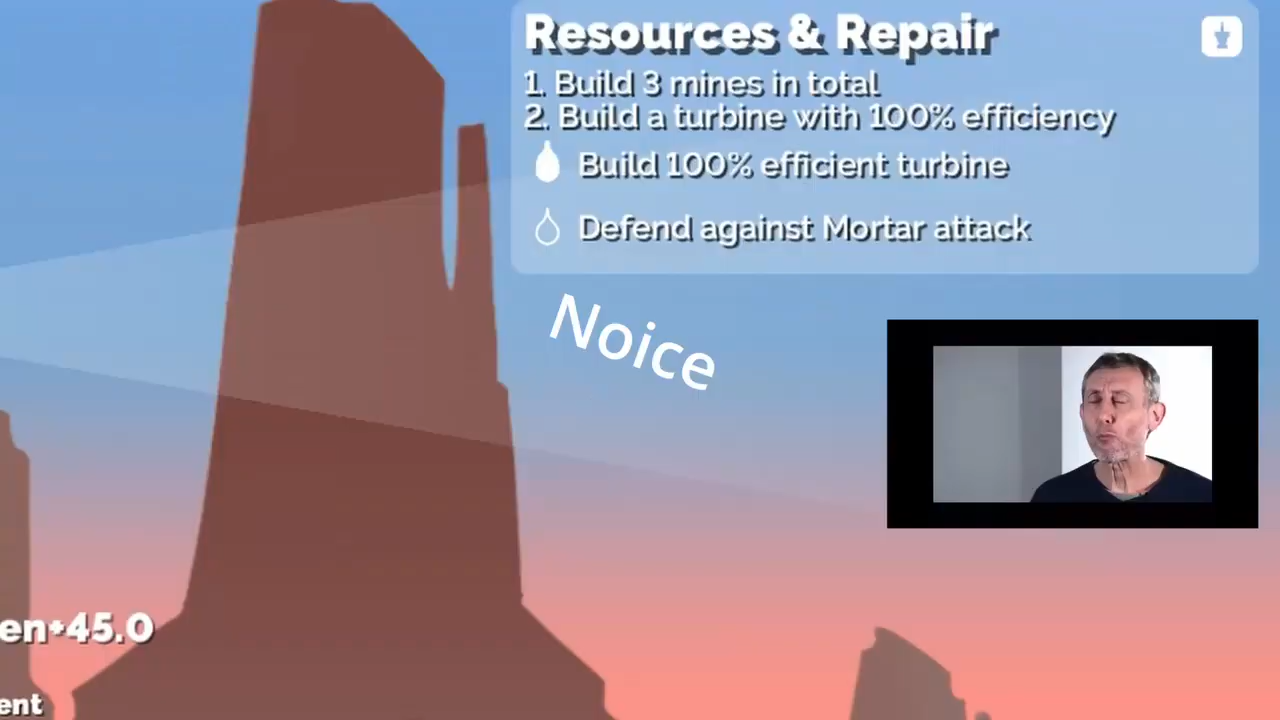 Resources & Repair
1. Build 3 mines in total
2. Build a turbine with 100% efficiency
Build 100% efficient turbine
Defend against Mortar attack
Noice
en+45.0
ent